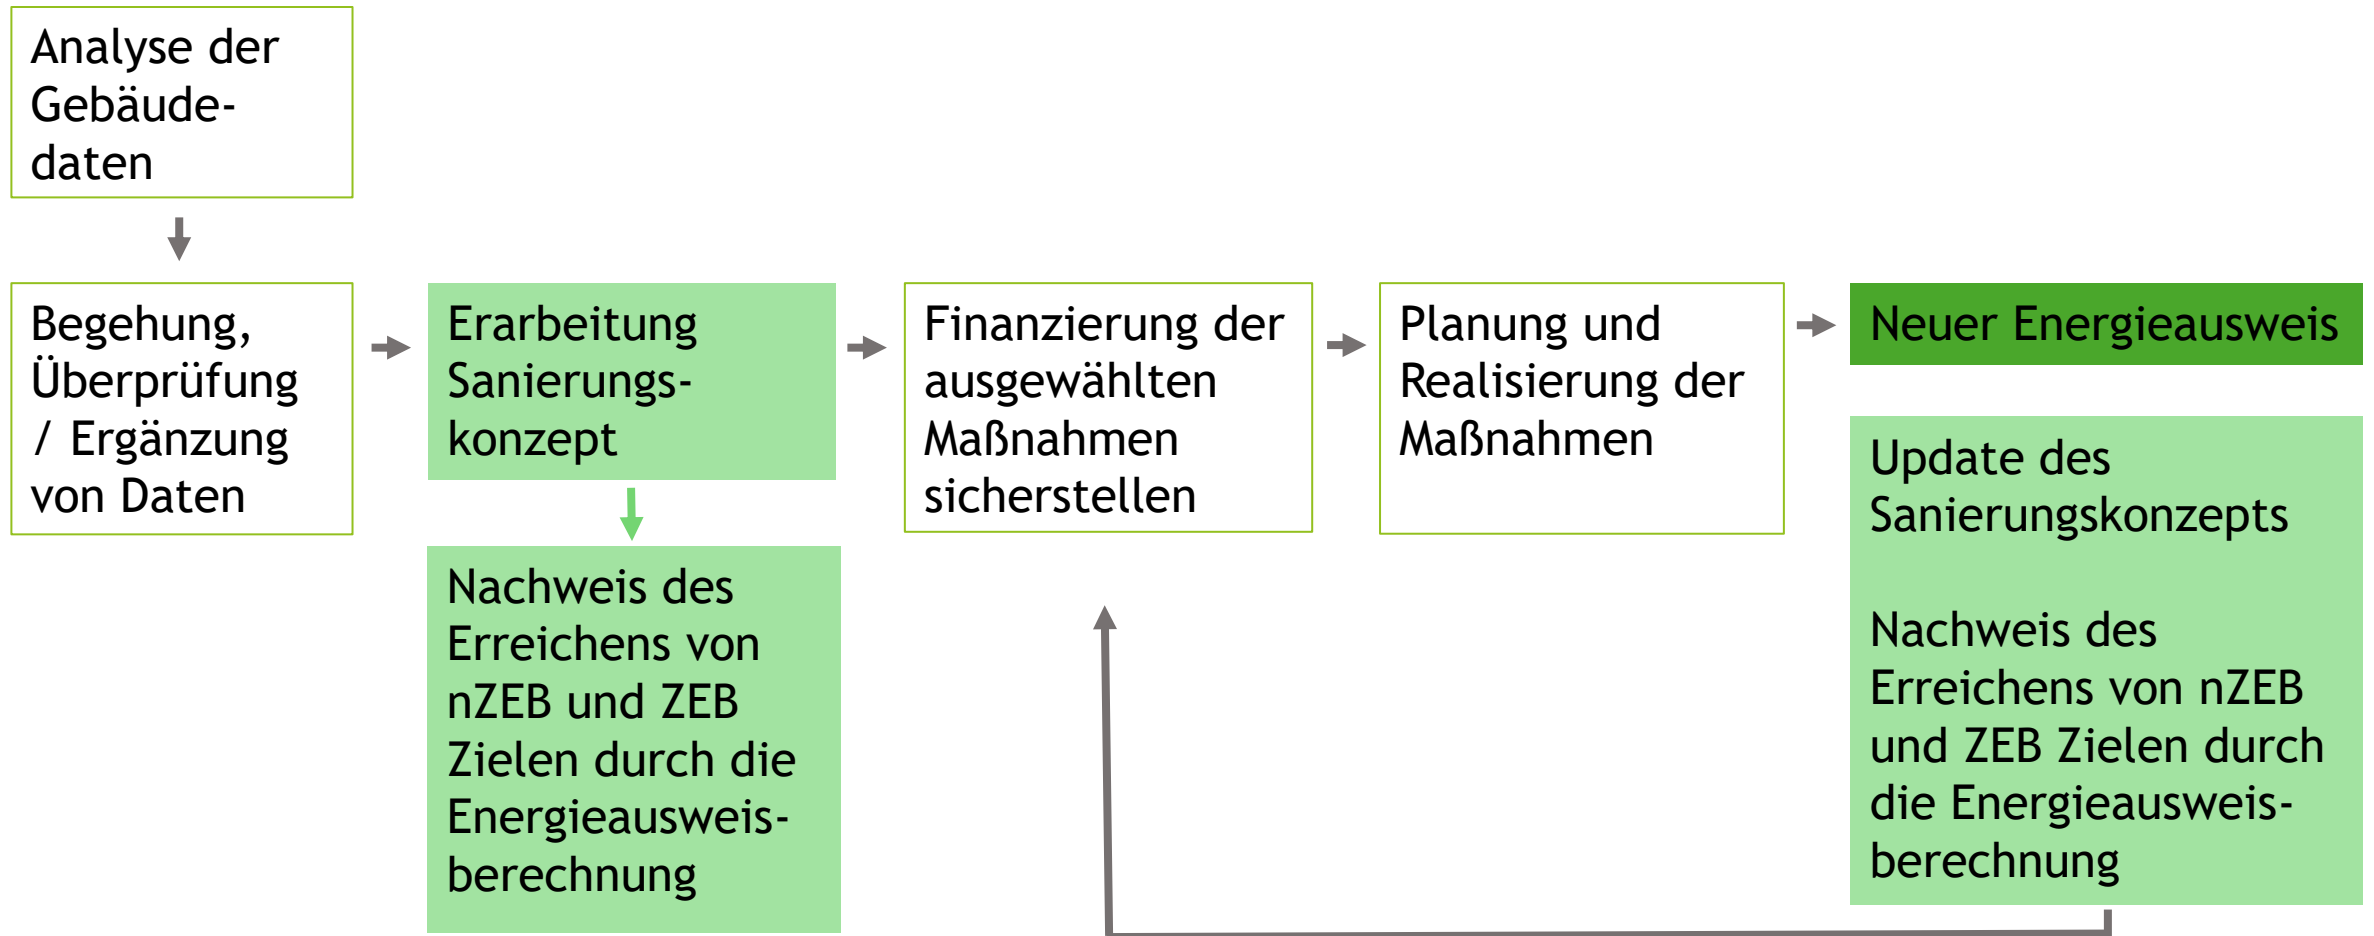 Analyse der
Gebäude-
daten
Begehung,
Überprüfung
/ Ergänzung
von Daten
Erarbeitung
Sanierungs-
konzept
Nachweis des
Erreichens von
nZEB und ZEB
Zielen durch die
Energieausweis-
berechnung
Finanzierung der
ausgewählten
Maßnahmen
sicherstellen
Planung und
Realisierung der
Maßnahmen
Neuer Energieausweis
Update des
Sanierungskonzepts
Nachweis des
Erreichens von nZEB
und ZEB Zielen durch
die Energieausweis-
berechnung